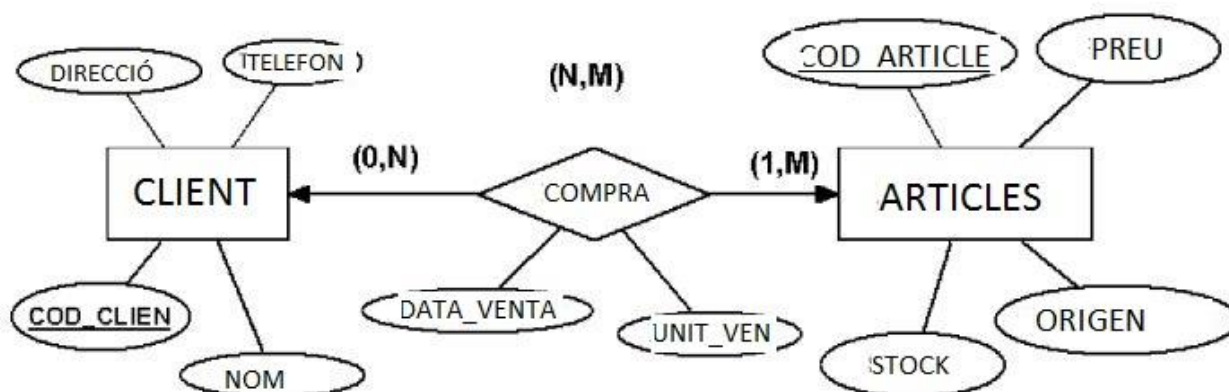 DIRECCIÓ
TELEFON
COD_ARTICLE
PREU
(N,M)
(0,N)
(1,M)
CLIENT
COMPRA
ARTICLES
COD_CLIEN
NOM
DATA_VENTA
UNIT_VEN
STOCK
ORIGEN